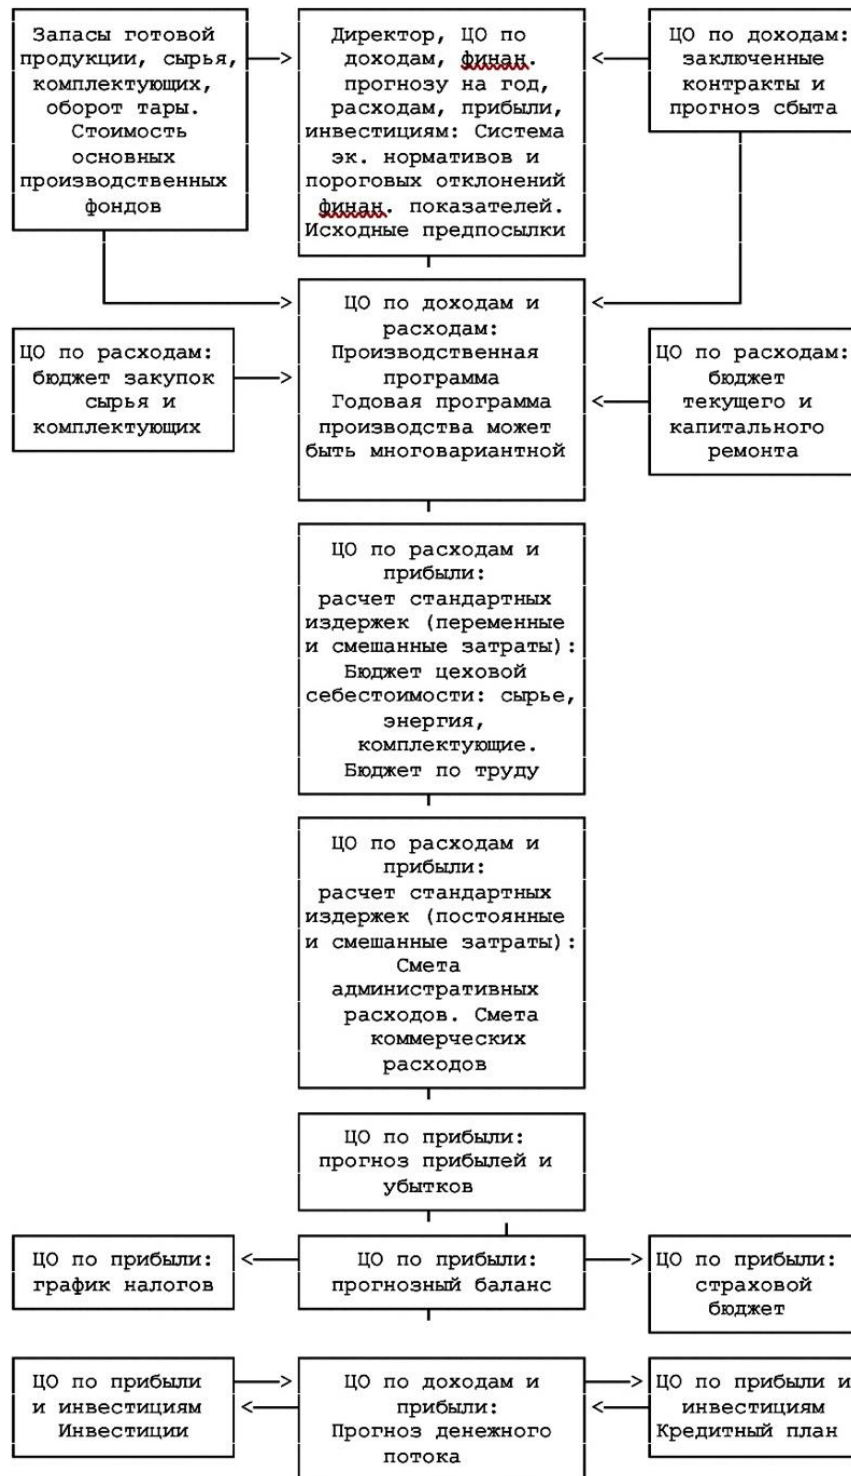 Запасы готовой
продукции, сырья,
комплектующих,
оборот тары.
Стоимость
основных
производственных
фондов
Директор, ЦО по
доходам, финан.
прогнозу на год,
расходам, прибыли,
инвестициям: Система
эк. нормативов и
пороговых отклонений
финан. показателей.
Исходные предпосылки
ЦО по доходам:
заключенные
контракты и
прогноз сбыта
ЦО по расходам:
бюджет закупок
сырья и
комплектующих
ЦО по доходам и
расходам:
Производственная
программа
Годовая программа
производства может
быть многовариантной
ЦО по расходам:
бюджет
текущего и
капитального
ремонта
ЦО по расходам и
прибыли:
расчет стандартных
издержек (переменные
и смешанные затраты):
Бюджет цеховой
себестоимости: сырье,
энергия,
комплектующие.
Бюджет по труду
ЦО по расходам и
прибыли:
расчет стандартных
издержек (постоянные
и смешанные затраты):
Смета
административных
расходов. Смета
коммерческих
расходов
ЦО по прибыли:
прогноз прибылей и
убытков
ЦО по прибыли:
график налогов
ЦО по прибыли:
прогнозный баланс
ЦО по прибыли:
страховой
бюджет
ЦО по прибыли
и инвестициям
Инвестиции
ЦО по доходам и
прибыли:
Прогноз денежного
потока
ЦО по прибыли и
инвестициям
Кредитный план